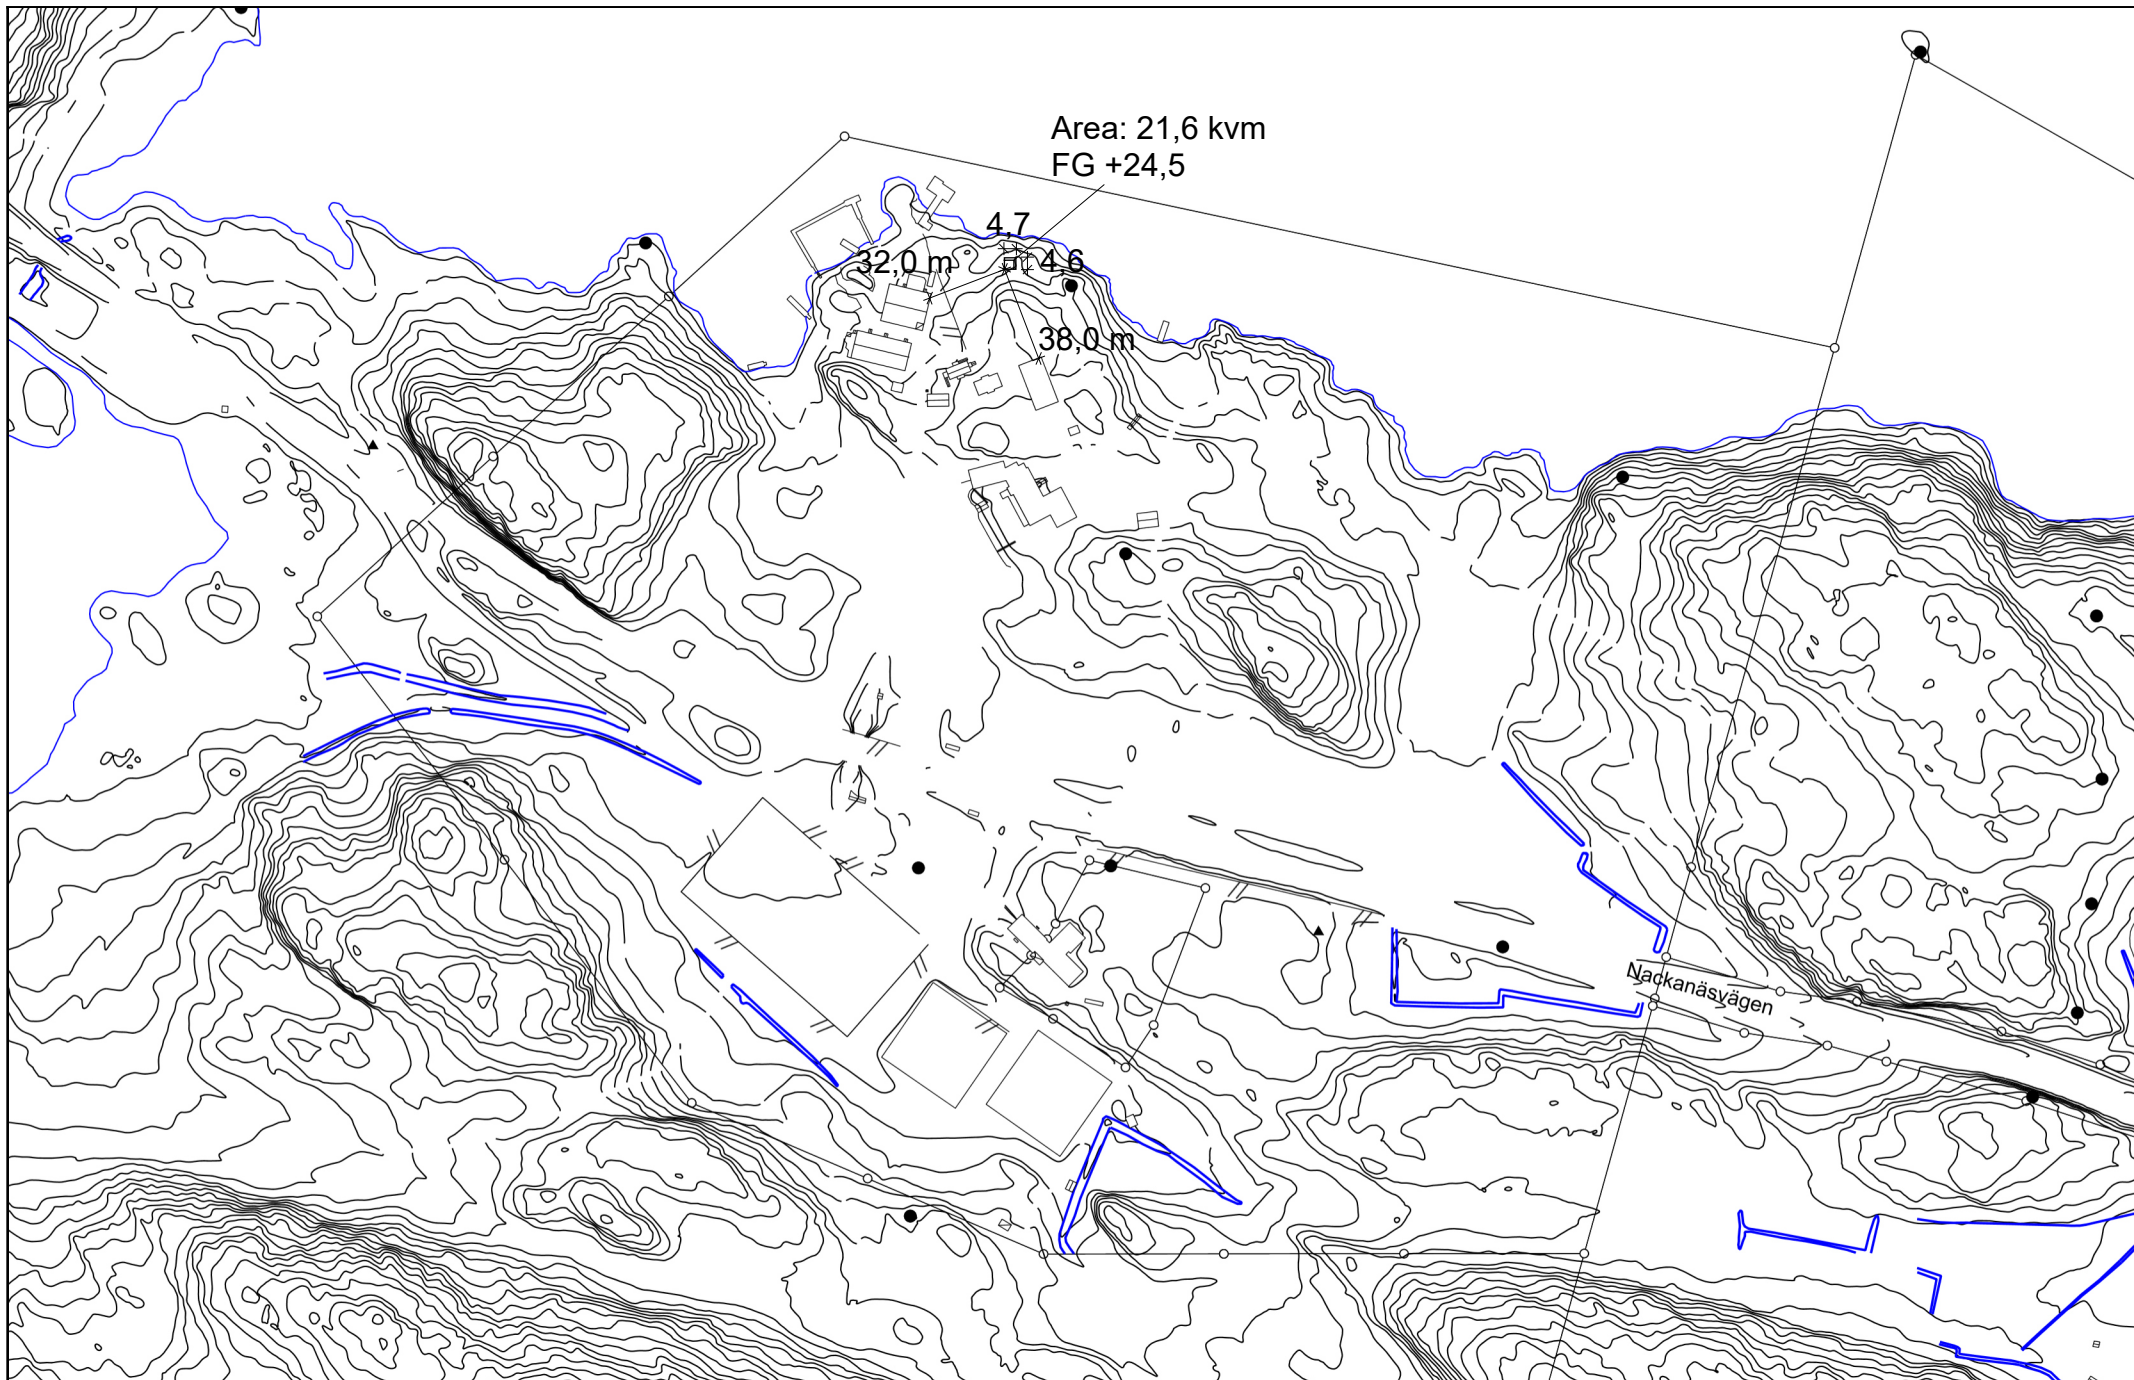 Area: 21,6 kvm
FG +24,5
4,7
32,0 m
4,6
38,0 m
Nackanäsvägen